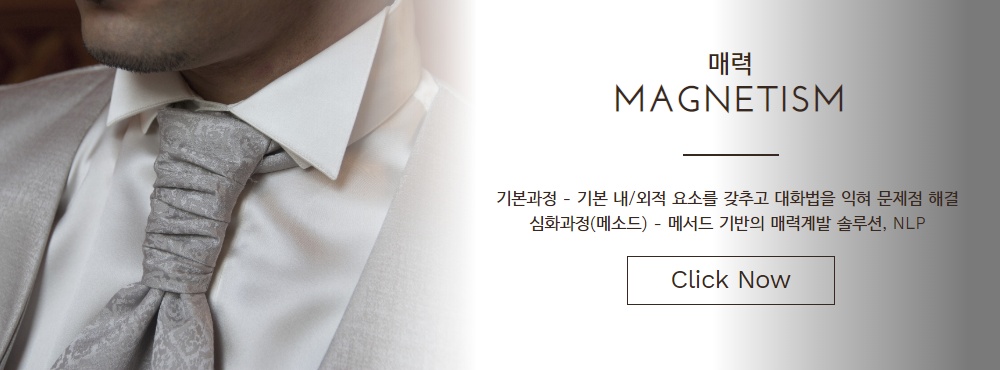 매력
MAGNETISM
기본과정 - 기본 내/외적 요소를 갖추고 대화법을 익혀 문제점 해결
심화과정(메소드) - 메서드 기반의 매력계발 솔루션, NLP
Click Now